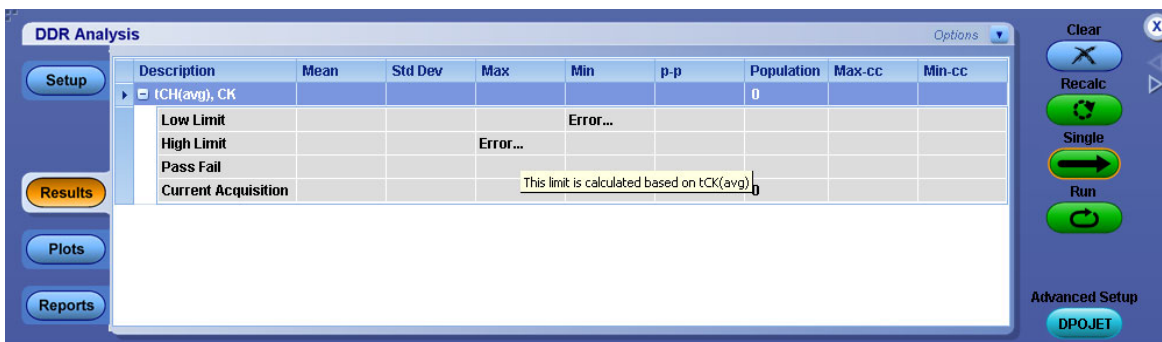 DDR Analysis Options
Setup
Description Mean Std Dev Max Min p-p Population Max-cc Min-cc
tCH(avg), CK 0
Low Limit Error...
High Limit Error...
Pass Fail
This limit is calculated based on tCK(avg)
Current Acquisition 0
Results
Plots
Reports
Clear
X
Recalc
Single
Run
Advanced Setup
DPOJET